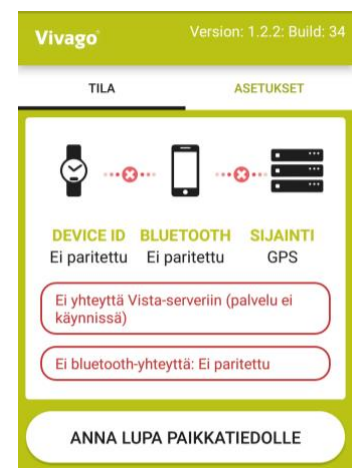 Vivago
Version: 1.2.2: Build: 34
TILA
ASETUKSET
DEVICE ID BLUETOOTH SIJAINTI
Ei paritettu Ei paritettu GPS
Ei yhteyttä Vista-serveriin (palvelu ei
käynnissä)
Ei bluetooth-yhteyttä: Ei paritettu
ANNA LUPA PAIKKATIEDOLLE